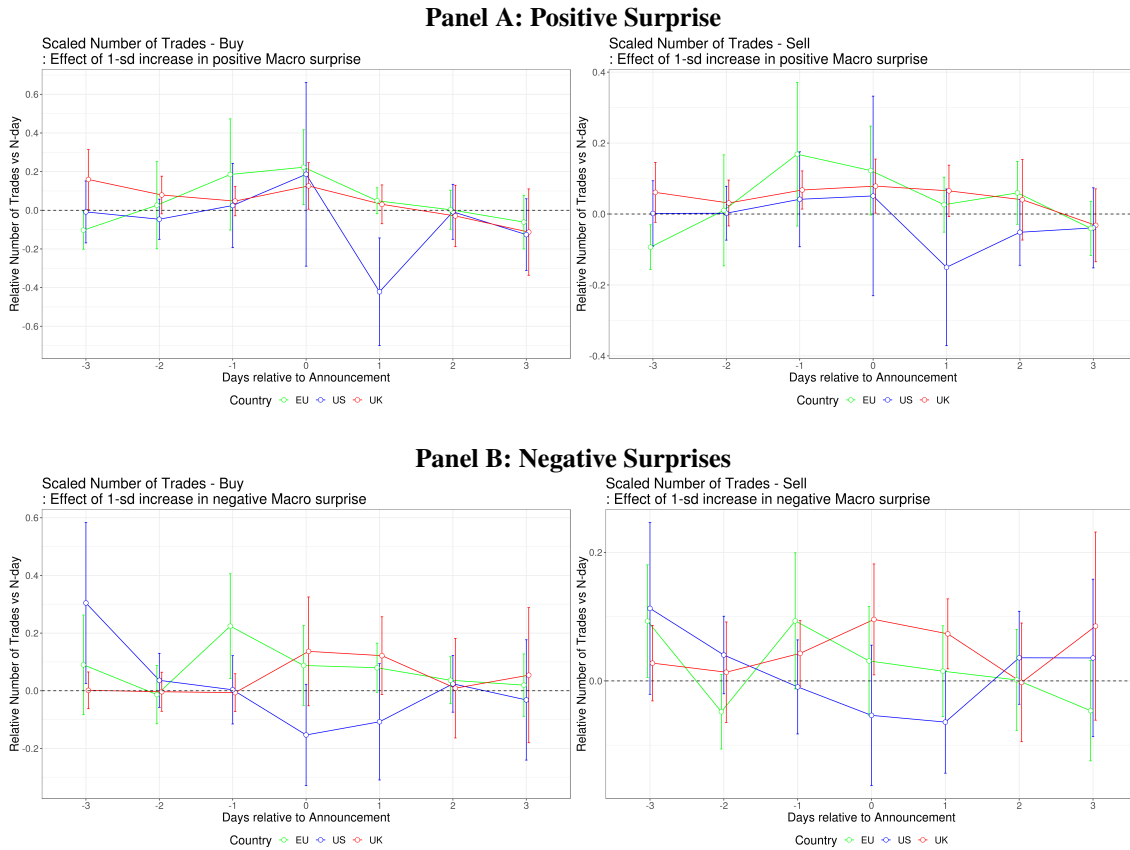 Panel A: Positive Surprise
Scaled Number of Trades - Buy
: Effect of 1-sd increase in positive Macro surprise
Relative Number of Trades vs N-day
0.6
0.4
0.2
0.0
-0.2
-0.4
-0.6
-3 -2 -1 0 1 2 3
Days relative to Announcement
Country EU US UK
Scaled Number of Trades - Sell
: Effect of 1-sd increase in positive Macro surprise
Relative Number of Trades vs N-day
0.4
0.2
0.0
-0.2
-0.4
-3 -2 -1 0 1 2 3
Days relative to Announcement
Country EU US UK
Panel B: Negative Surprises
Scaled Number of Trades - Buy
: Effect of 1-sd increase in negative Macro surprise
Relative Number of Trades vs N-day
0.6
0.4
0.2
0.0
-0.2
-3 -2 -1 0 1 2 3
Days relative to Announcement
Country EU US UK
Scaled Number of Trades - Sell
: Effect of 1-sd increase in negative Macro surprise
Relative Number of Trades vs N-day
0.2
0.0
-3 -2 -1 0 1 2 3
Days relative to Announcement
Country EU US UK